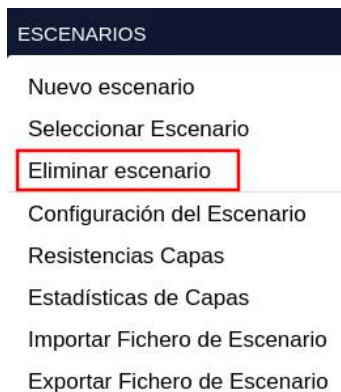 ESCENARIOS
Nuevo escenario
Seleccionar Escenario
Eliminar escenario
Configuración del Escenario
Resistencias Capas
Estadísticas de Capas
Importar Fichero de Escenario
Exportar Fichero de Escenario